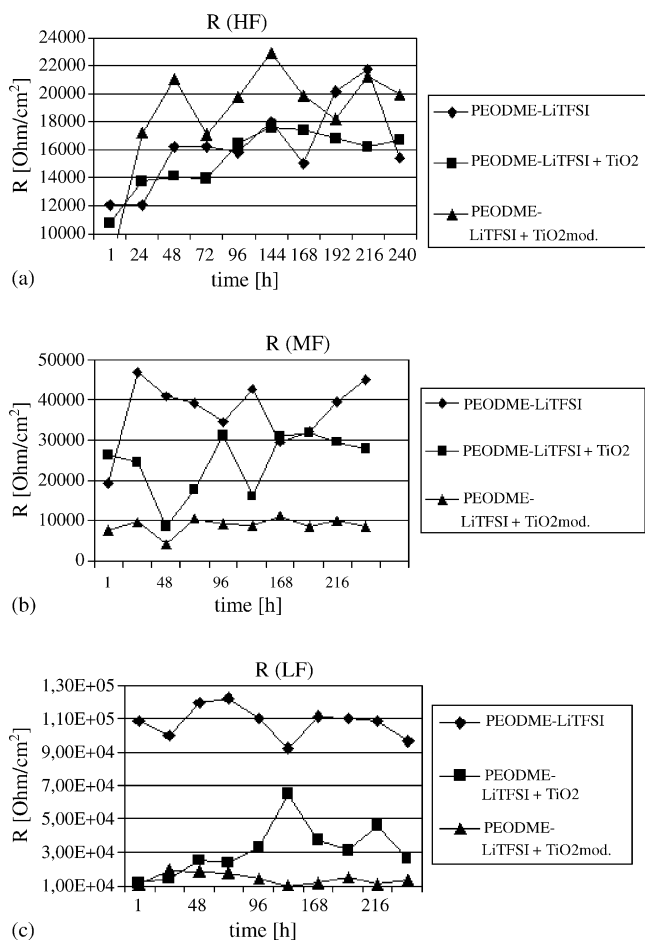 R (HF)
24000
22000
20000
18000
16000
14000
12000
10000
R [Ohm/cm²]
1 24 48 72 96 144 168 192 216 240
time [h]
PEODME-LiTFSI
PEODME-LiTFSI + TiO2
PEODME-
LiTFSI + TiO2mod.
(a)
R (MF)
50000
40000
30000
20000
10000
0
R [Ohm/cm²]
1 48 96 168 216
time [h]
PEODME-LiTFSI
PEODME-LiTFSI + TiO2
PEODME-
LiTFSI + TiO2mod.
(b)
R (LF)
1,30E+05
1,10E+05
9,00E+04
7,00E+04
5,00E+04
3,00E+04
1,00E+04
R [Ohm/cm²]
1 48 96 168 216
time [h]
PEODME-LiTFSI
PEODME-
LiTFSI + TiO2
PEODME-
LiTFSI + TiO2mod.
(c)